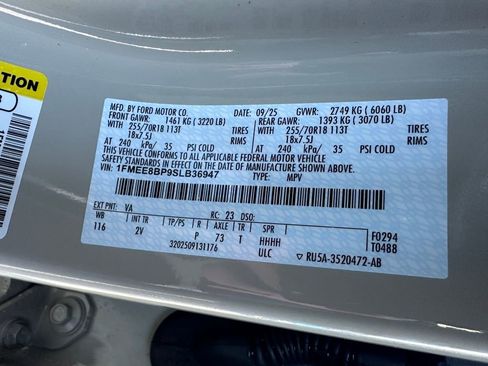 TION
MFD. BY FORD MOTOR CO. DATE: 09/25 GVWR: 2749 KG ( 6060 LB)
FRONT GAWR: 1461 KG ( 3220 LB) REAR GAWR: 1393 KG ( 3070 LB)
WITH 255/70R18 113T TIRES WITH 255/70R18 113T TIRES
18x7.5J RIMS 18x7.5J RIMS
AT 240 kPa/ 35 PSI COLD AT 240 kPa/ 35 PSI COLD
THIS VEHICLE CONFORMS TO ALL APPLICABLE FEDERAL MOTOR VEHICLE
SAFETY STANDARDS IN EFFECT ON THE DATE OF MANUFACTURE SHOWN ABOVE.
VIN: 1FMEE8BP9SLB36947 TYPE: MPV
EXT PNT: VA RC: 23 DSO: F0294
WB INT TR TP/PS R AXLE TR T0488
116 2V P 73 1 HHHH
3202509131176 ULC ▽ RU5A-3520472-AB